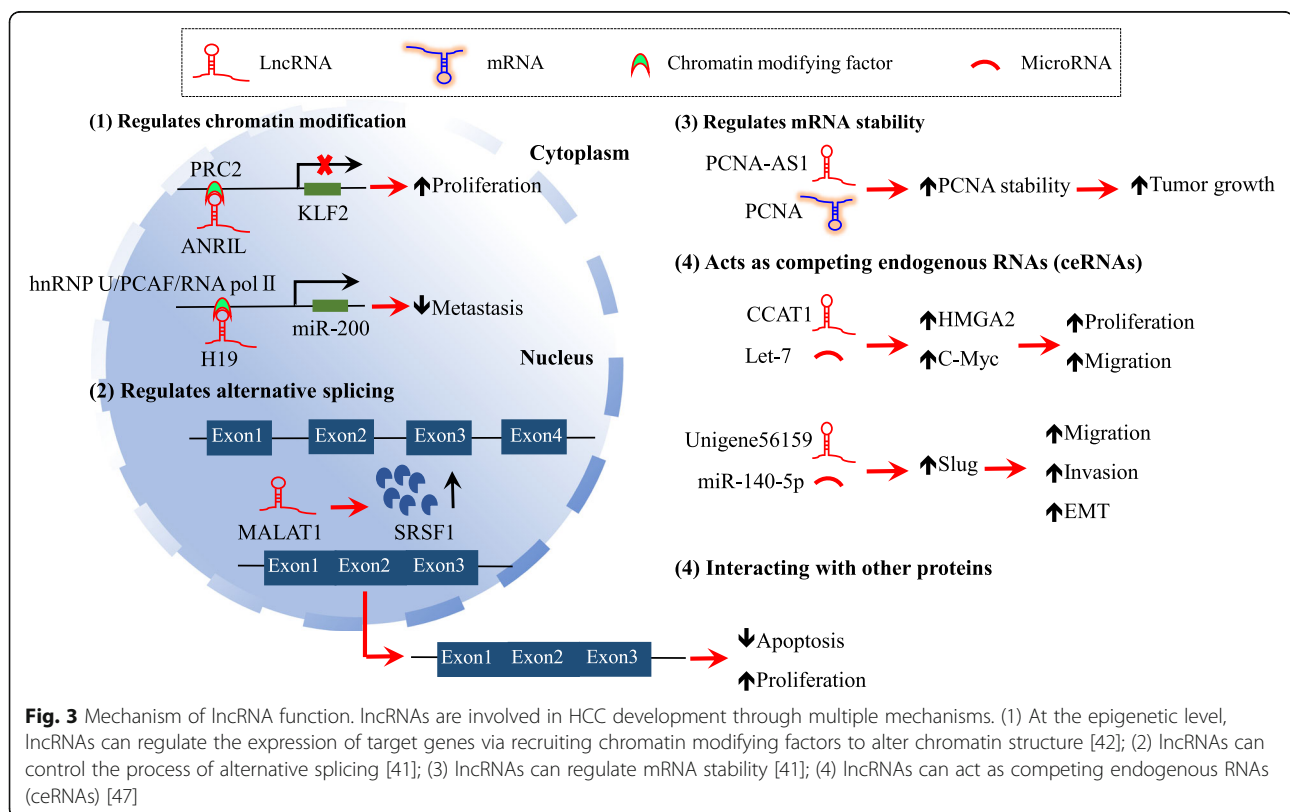 LncRNA
mRNA
Chromatin modifying factor
MicroRNA
(1) Regulates chromatin modification
Cytoplasm
PRC2
KLF2
Proliferation
ANRIL
hnRNP U/PCAF/RNA pol Ⅱ
miR-200
Metastasis
H19
Nucleus
(2) Regulates alternative splicing
Exon1 Exon2 Exon3 Exon4
MALAT1 SRSF1
Exon1 Exon2 Exon3
Exon1 Exon2 Exon3
Apoptosis
Proliferation
(3) Regulates mRNA stability
PCNA-AS1
PCNA
PCNA stability
Tumor growth
(4) Acts as competing endogenous RNAs (ceRNAs)
CCAT1
Let-7
HMGA2
C-Myc
Proliferation
Migration
Unigene56159
miR-140-5p
Slug
Migration
Invasion
EMT
(4) Interacting with other proteins
Fig. 3 Mechanism of lncRNA function. lncRNAs are involved in HCC development through multiple mechanisms. (1) At the epigenetic level,
lncRNAs can regulate the expression of target genes via recruiting chromatin modifying factors to alter chromatin structure [42]; (2) lncRNAs can
control the process of alternative splicing [41]; (3) lncRNAs can regulate mRNA stability [41]; (4) lncRNAs can act as competing endogenous RNAs
(ceRNAs) [47]